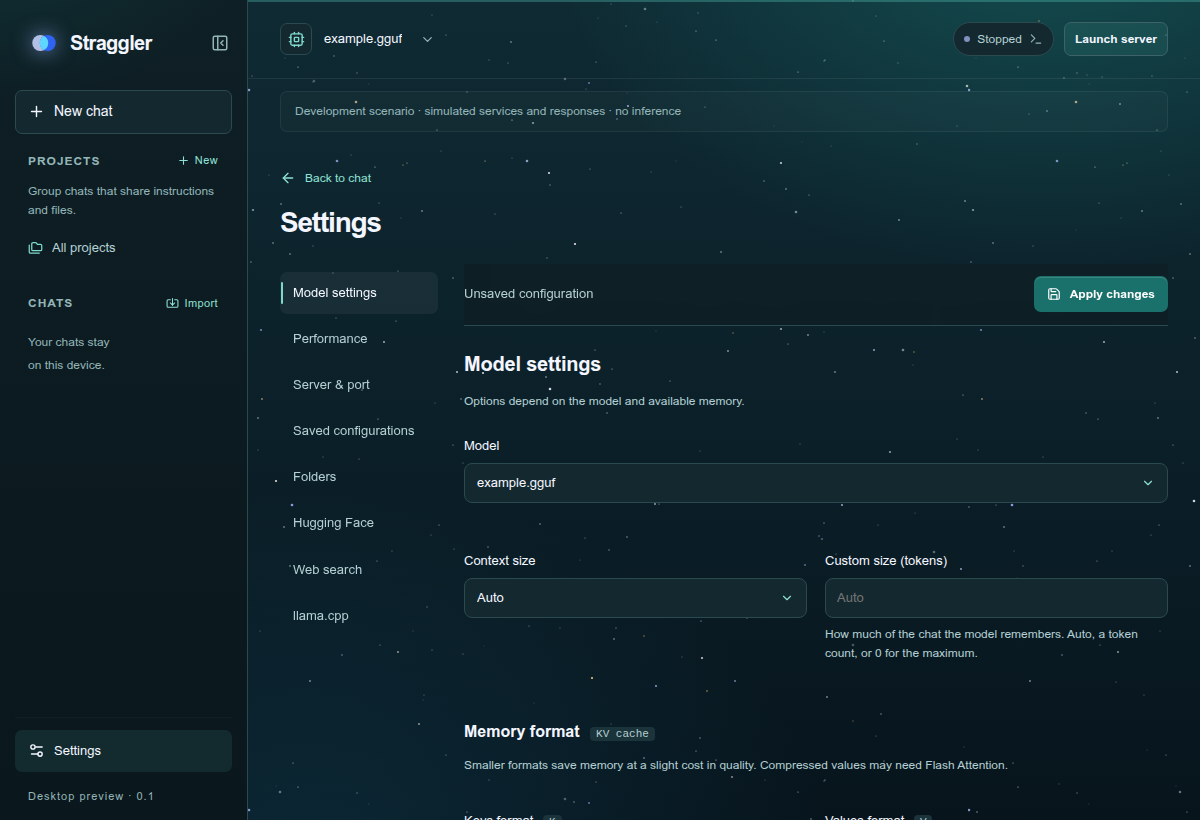 Straggler
New chat
PROJECTS
New
Group chats that share instructions
and files.
All projects
CHATS
Import
Your chats stay
on this device.
Settings
Desktop preview · 0.1
example.gguf
Stopped
Launch server
Development scenario · simulated services and responses · no inference
Back to chat
Settings
Model settings
Performance
Server & port
Saved configurations
Folders
Hugging Face
Web search
llama.cpp
Unsaved configuration
Apply changes
Model settings
Options depend on the model and available memory.
Model
example.gguf
Context size
Auto
Custom size (tokens)
Auto
How much of the chat the model remembers. Auto, a token
count, or 0 for the maximum.
Memory format KV cache
Smaller formats save memory at a slight cost in quality. Compressed values may need Flash Attention.
Keys format K
Values format V